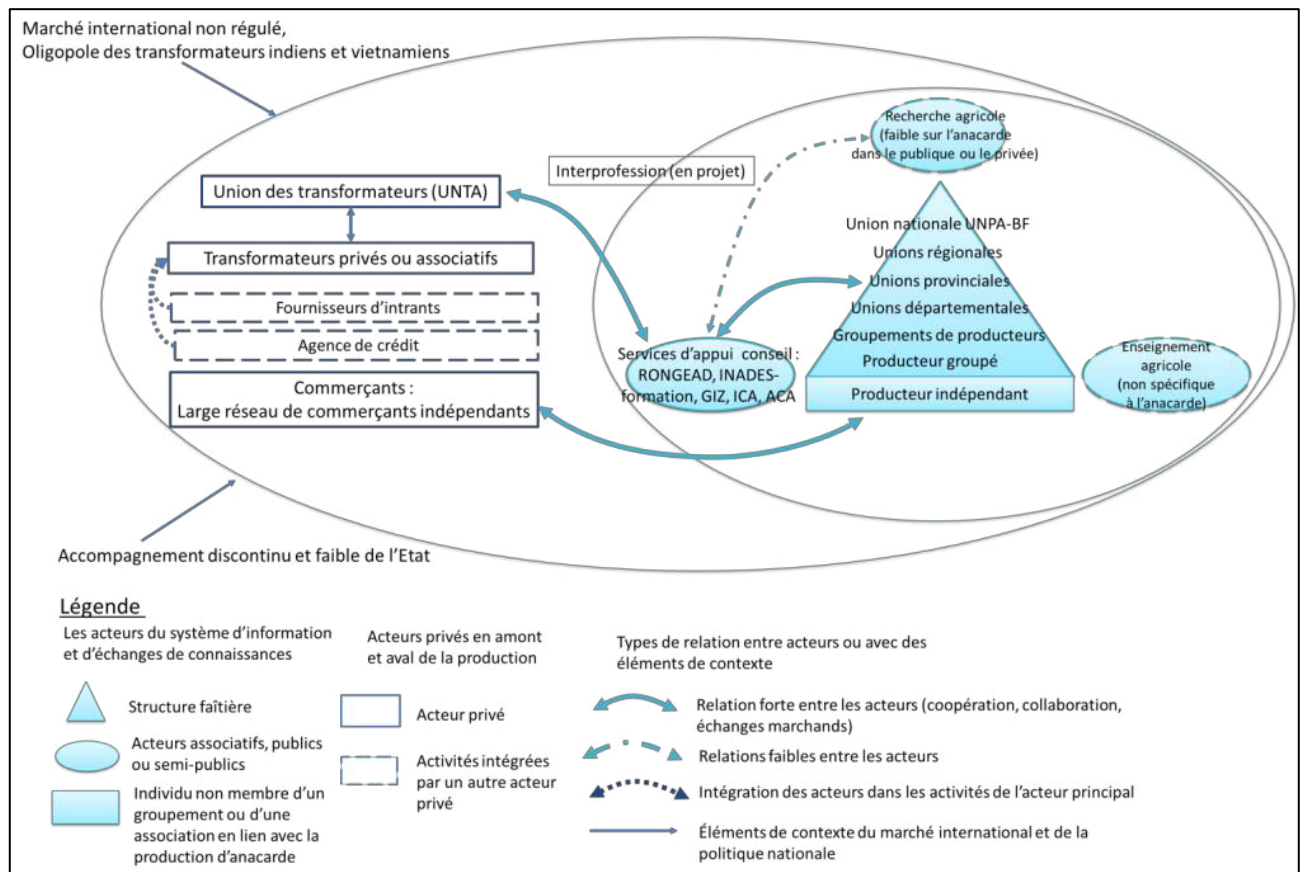 Marché international non régulé,
Oligopole des transformateurs indiens et vietnamiens
Recherche agricole
(faible sur l'anacarde
dans le publique ou le privée)
Interprofession (en projet)
Union des transformateurs (UNTA)
Transformateurs privés ou associatifs
Fournisseurs d'intrants
Agence de crédit
Commerçants :
Large réseau de commerçants indépendants
Union nationale UNPA-BF
Unions régionales
Unions provinciales
Unions départementales
Groupements de producteurs
Producteur groupé
Producteur indépendant
Services d'appui conseil :
RONGEAD, INADES-
formation, GIZ, ICA, ACA
Enseignement
agricole
(non spécifique
à l'anacarde)
Accompagnement discontinu et faible de l'Etat
Légende
Les acteurs du système d'information
et d'échanges de connaissances
Structure faîtière
Acteurs associatifs, publics
ou semi-publics
Individu non membre d'un
groupement ou d'une
association en lien avec la
production d'anacarde
Acteurs privés en amont
et aval de la production
Acteur privé
Activités intégrées
par un autre acteur
privé
Types de relation entre acteurs ou avec des
éléments de contexte
Relation forte entre les acteurs (coopération, collaboration,
échanges marchands)
Relations faibles entre les acteurs
Intégration des acteurs dans les activités de l'acteur principal
Éléments de contexte du marché international et de la
politique nationale